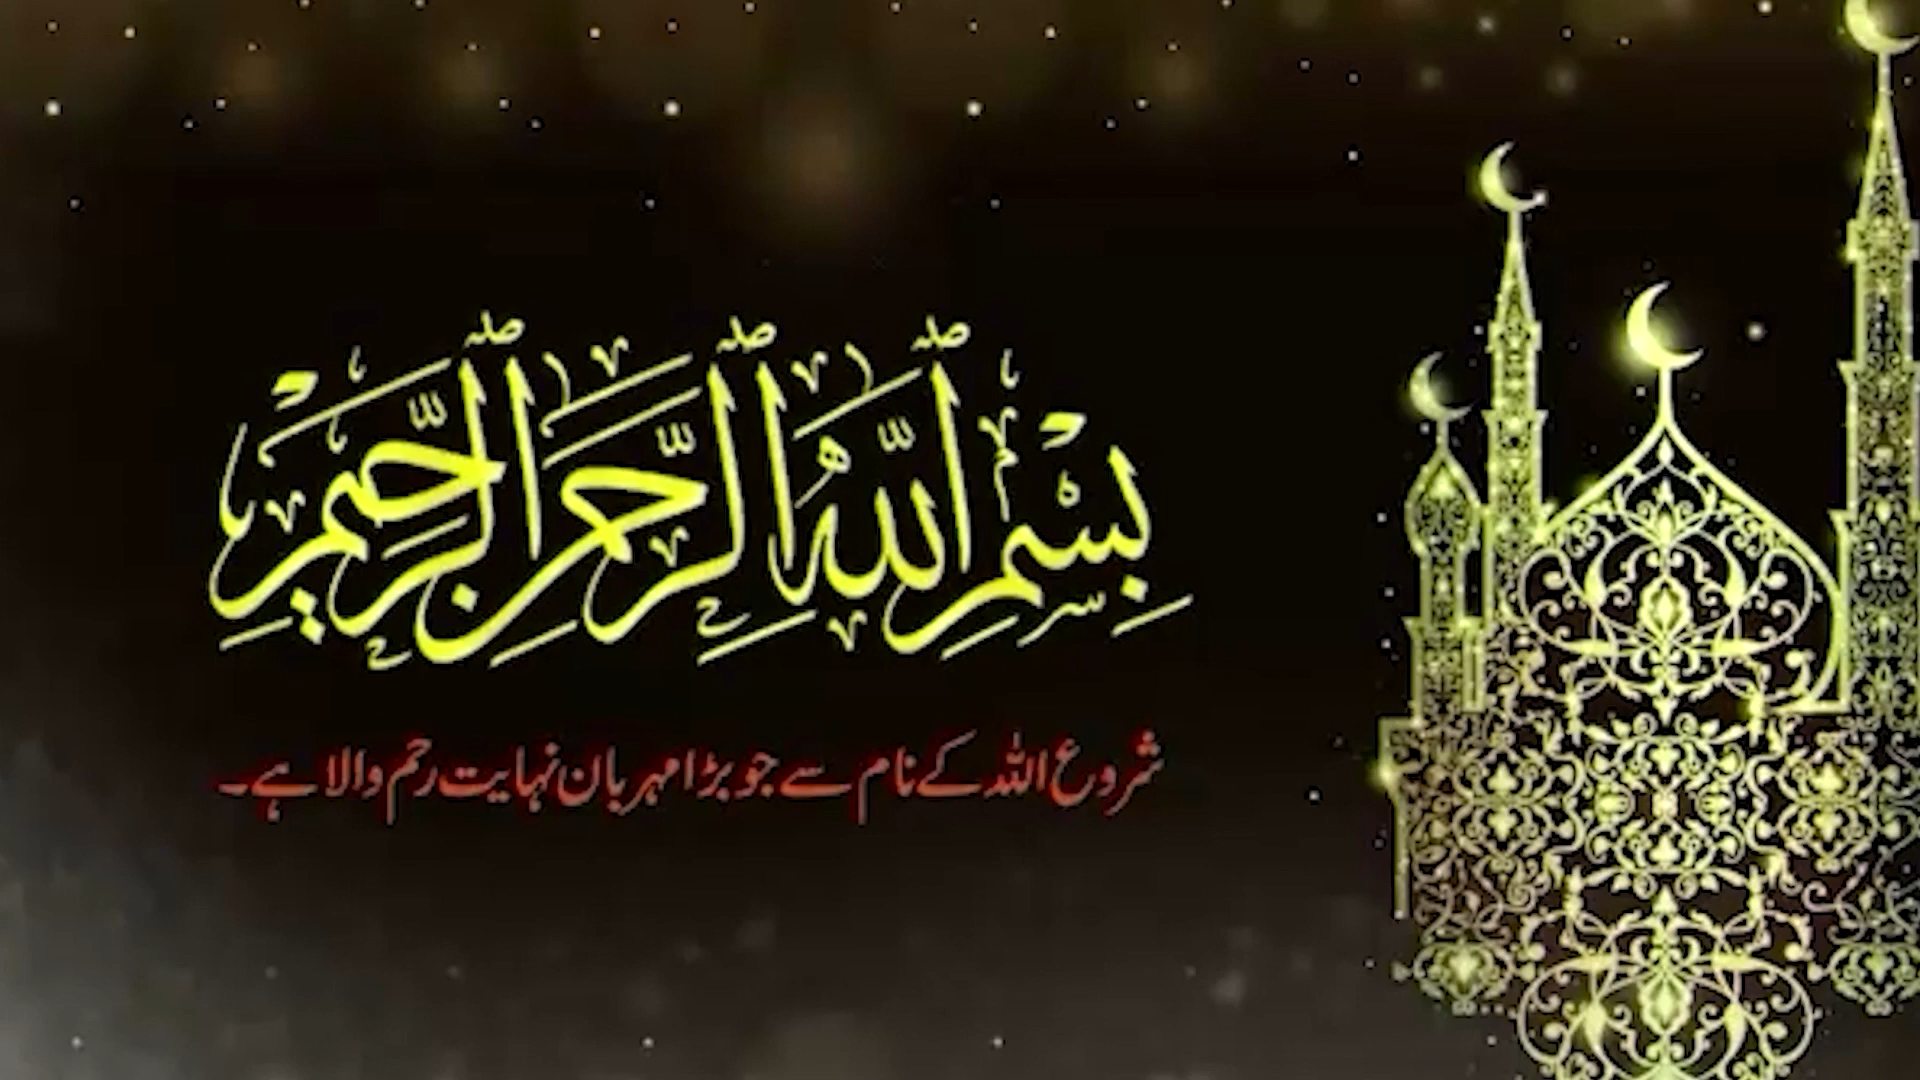 بِسْمِ اللّٰهِ الرَّحْمٰنِ الرَّحِيْمِ
شروع اللہ کے نام سے جو بڑا مہربان نہایت رحم والا ہے۔